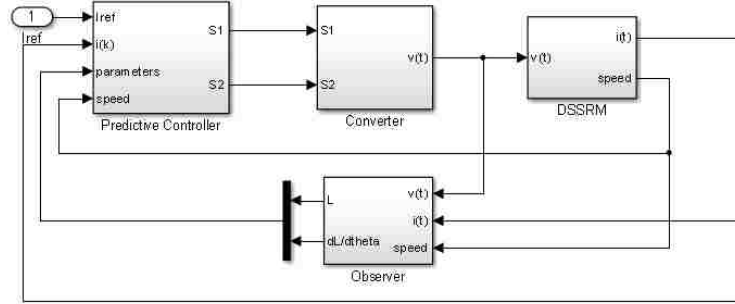 1
Iref
Iref
i(k)
parameters
speed
S1
S2
Predictive Controller
S1
S2
v(t)
Converter
v(t)
i(t)
speed
DSSRM
L
dL/dtheta
v(t)
i(t)
speed
Observer